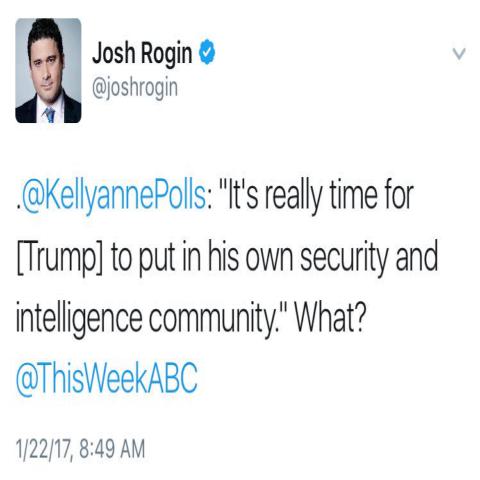 Josh Rogin
@joshrogin
.@KellyannePolls: "It's really time for
[Trump] to put in his own security and
intelligence community." What?
@ThisWeekABC
1/22/17, 8:49 AM